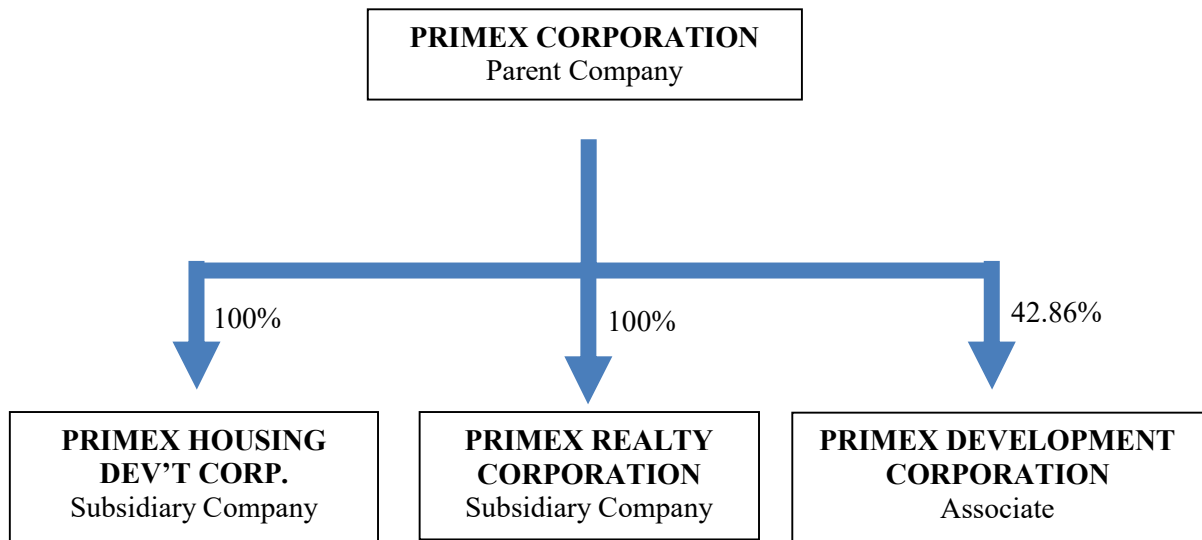 PRIMEX CORPORATION
Parent Company
100%
100%
42.86%
PRIMEX HOUSING
DEV’T CORP.
Subsidiary Company
PRIMEX REALTY
CORPORATION
Subsidiary Company
PRIMEX DEVELOPMENT
CORPORATION
Associate